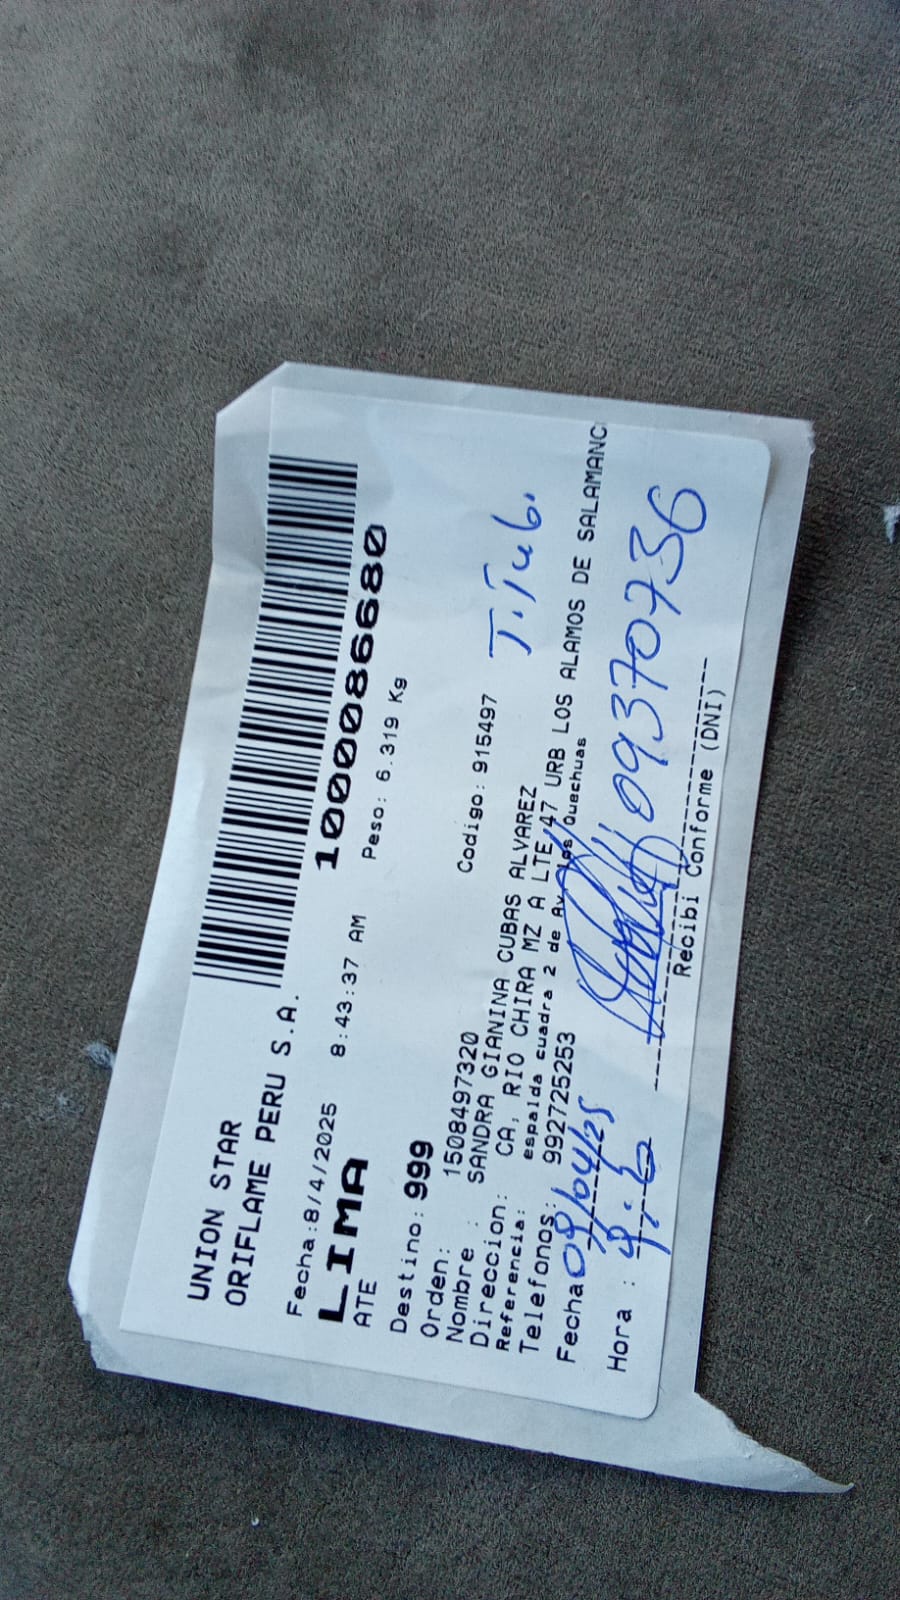 UNION STAR
ORIFLAME PERU S.A.
1000086680
Fecha:8/4/2025 8:43:37 AM Peso: 6.319 Kg
LIMA
ATE
Destino: 999
Orden: 1508497320 Codigo: 915497
Nombre : SANDRA GIANINA CUBAS ALVAREZ
Direccion: CA, RIO CHIRA MZ A LTE 47 URB LOS ALAMOS DE SALAMANC
Referencia: espalda cuadra 2 de Av Los Quechuas
Telefonos: 992725253
Fecha 09/04/25
Hora : 09370736
Recibi Conforme (DNI)